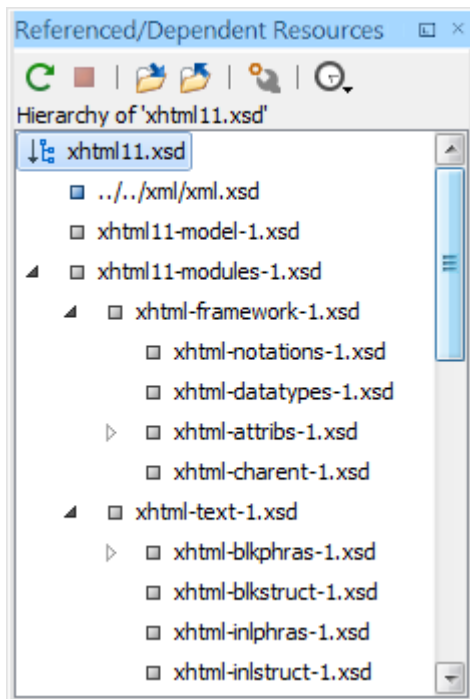 Referenced/Dependent Resources
Hierarchy of 'xhtml11.xsd'
xhtml11.xsd
../../xml/xml.xsd
xhtml11-model-1.xsd
xhtml11-modules-1.xsd
xhtml-framework-1.xsd
xhtml-notations-1.xsd
xhtml-datatypes-1.xsd
xhtml-attribs-1.xsd
xhtml-charent-1.xsd
xhtml-text-1.xsd
xhtml-blkphras-1.xsd
xhtml-blkstruct-1.xsd
xhtml-inlphras-1.xsd
xhtml-inlstruct-1.xsd